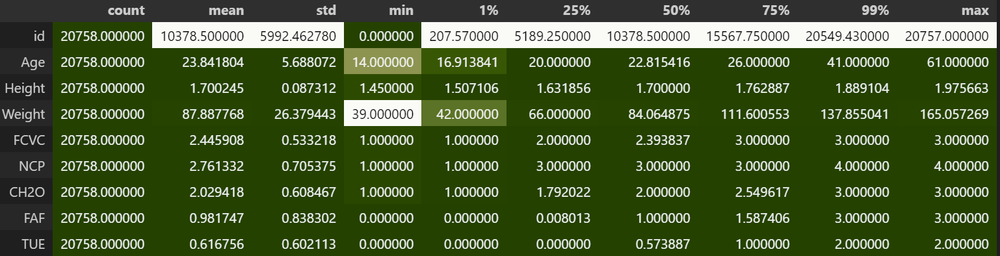 count mean std min 1% 25% 50% 75% 99% max
id 20758.000000 10378.500000 5992.462780 0.000000 207.570000 5189.250000 10378.500000 15567.750000 20549.430000 20757.000000
Age 20758.000000 23.841804 5.688072 14.000000 16.913841 20.000000 22.815416 26.000000 41.000000 61.000000
Height 20758.000000 1.700245 0.087312 1.450000 1.507106 1.631856 1.700000 1.762887 1.889104 1.975663
Weight 20758.000000 87.887768 26.379443 39.000000 42.000000 66.000000 84.064875 111.600553 137.855041 165.057269
FCVC 20758.000000 2.445908 0.533218 1.000000 1.000000 2.000000 2.393837 3.000000 3.000000 3.000000
NCP 20758.000000 2.761332 0.705375 1.000000 1.000000 3.000000 3.000000 3.000000 4.000000 4.000000
CH2O 20758.000000 2.029418 0.608467 1.000000 1.000000 1.792022 2.000000 2.549617 3.000000 3.000000
FAF 20758.000000 0.981747 0.838302 0.000000 0.000000 0.008013 1.000000 1.587406 3.000000 3.000000
TUE 20758.000000 0.616756 0.602113 0.000000 0.000000 0.000000 0.573887 1.000000 2.000000 2.000000